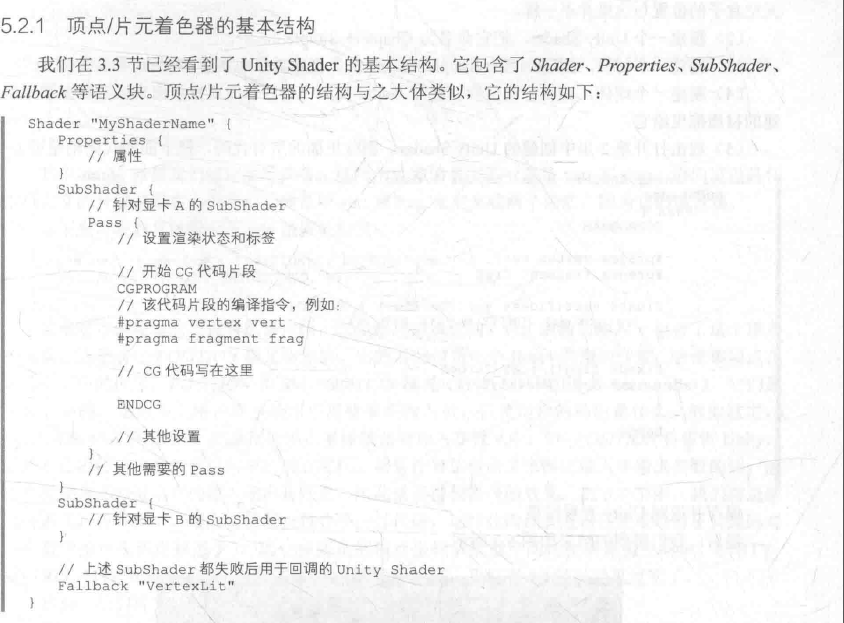 5.2.1 顶点/片元着色器的基本结构
我们在 3.3 节已经看到了 Unity Shader 的基本结构。它包含了 Shader、Properties、SubShader、
Fallback 等语义块。顶点/片元着色器的结构与之大体类似，它的结构如下：
Shader "MyShaderName" {
Properties {
// 属性
}
SubShader {
// 针对显卡 A 的 SubShader
Pass {
// 设置渲染状态和标签
// 开始 CG 代码片段
CGPROGRAM
// 该代码片段的编译指令，例如：
#pragma vertex vert
#pragma fragment frag
// CG 代码写在这里
ENDCG
// 其他设置
}
// 其他需要的 Pass
}
SubShader {
// 针对显卡 B 的 SubShader
}
// 上述 SubShader 都失败后用于回调的 Unity Shader
Fallback "VertexLit"
}